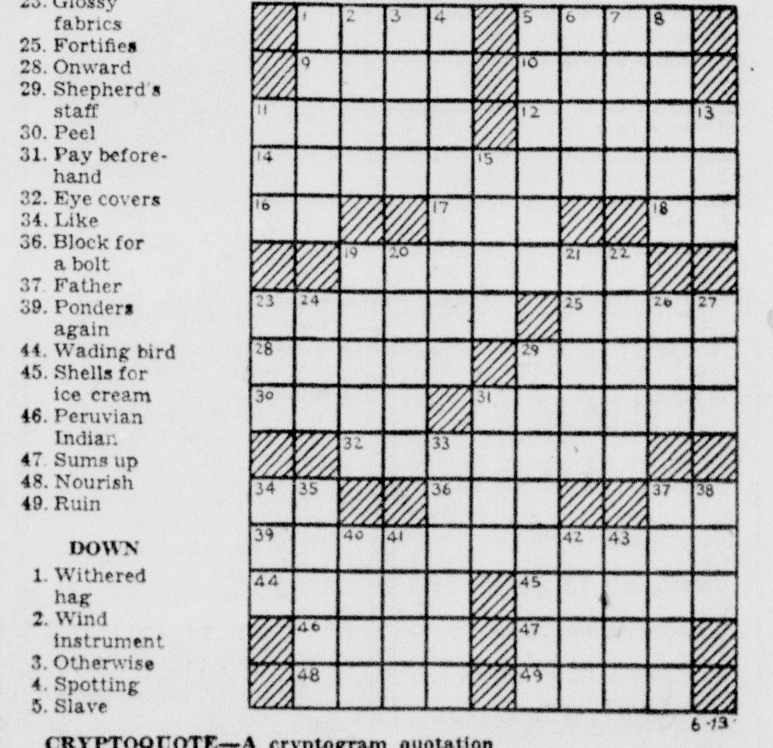 23. Glossy
fabrics
25. Fortifies
28. Onward
29. Shepherd's
staff
30. Peel
31. Pay before-
hand
32. Eye covers
34. Like
36. Block for
a bolt
37. Father
39. Ponders
again
44. Wading bird
45. Shells for
ice cream
46. Peruvian
Indian
47. Sums up
48. Nourish
49. Ruin
DOWN
1. Withered
hag
2. Wind
instrument
3. Otherwise
4. Spotting
5. Slave
1 2 3 4 5 6 7 8
9 10
11 12 13
14 15
16 17 18
19 20 21 22
23 24 25 26 27
28 29
30 31
32 33
34 35 36 37 38
39 40 41 42 43
44 45
46 47
48 49
6-13
CRYPTOQUOTE—A cryptogram quotation